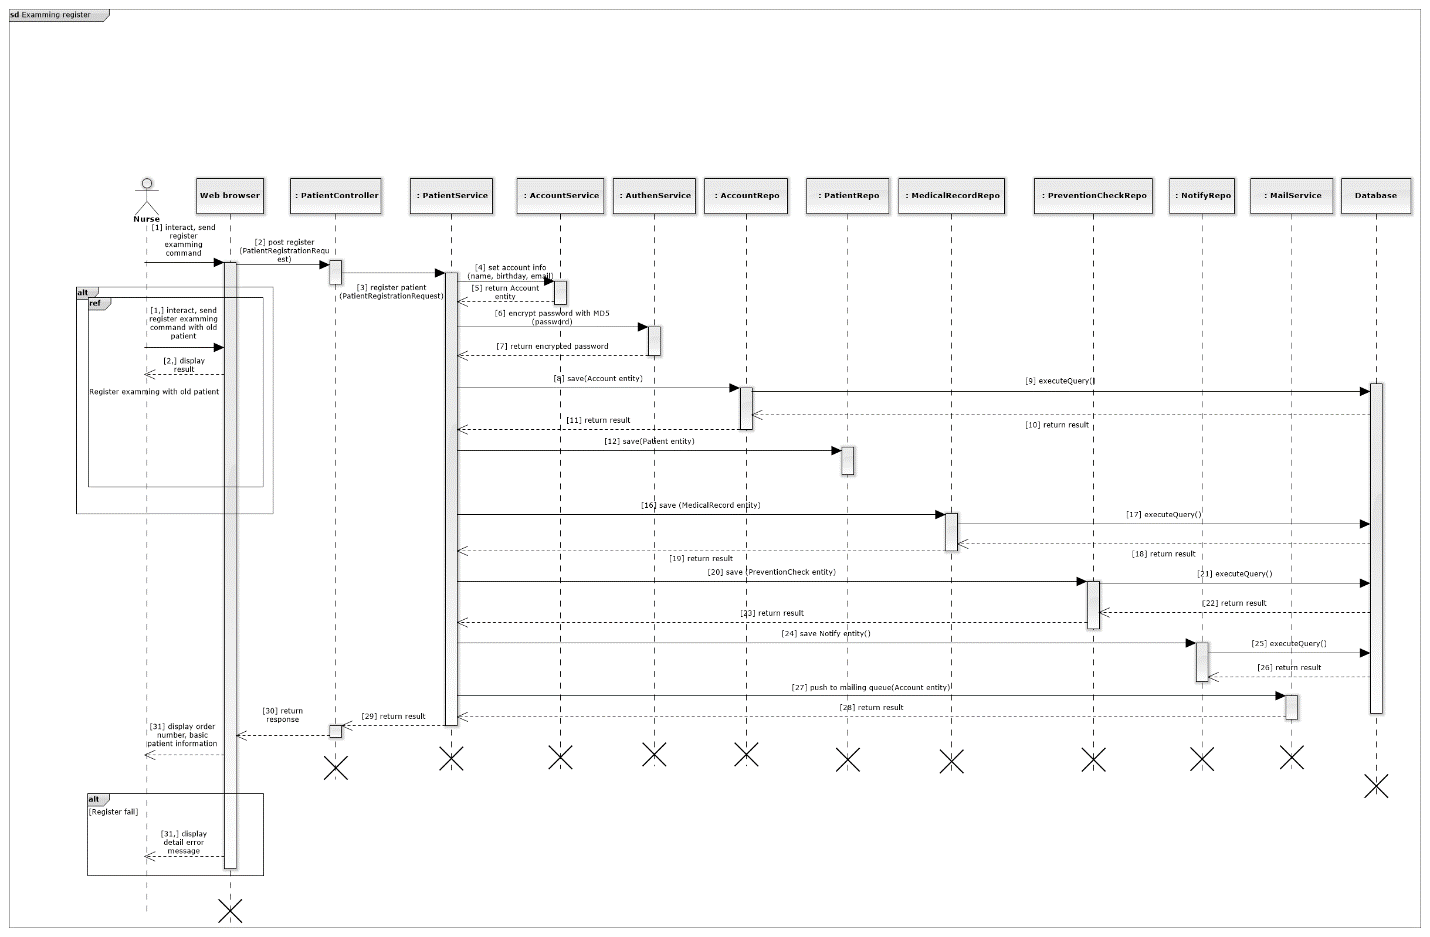 sd Examming register
Nurse
Web browser
: PatientController
: PatientService
: AccountService
: AuthenService
: AccountRepo
: PatientRepo
: MedicalRecordRepo
: PreventionCheckRepo
: NotifyRepo
: MailService
Database
[1] interact, send
register
examming
command
[2] post register
(PatientRegistrationRequ
est)
[3] register patient
(PatientRegistrationRequest)
[4] set account info
(name, birthday, email)
[5] return Account
entity
alt
ref
[1,] interact, send
register examming
command with old
patient
[2,] display
result
Register examming with old patient
[6] encrypt password with MD5
(password)
[7] return encrypted password
[8] save(Account entity)
[9] executeQuery()
[10] return result
[11] return result
[12] save(Patient entity)
[16] save (MedicalRecord entity)
[17] executeQuery()
[18] return result
[19] return result
[20] save (PreventionCheck entity)
[21] executeQuery()
[22] return result
[23] return result
[24] save Notify entity()
[25] executeQuery()
[26] return result
[27] push to mailing queue(Account entity)
[28] return result
[29] return result
[30] return
response
[31] display order
number, basic
patient information
alt
[Register fail]
[31,] display
detail error
message